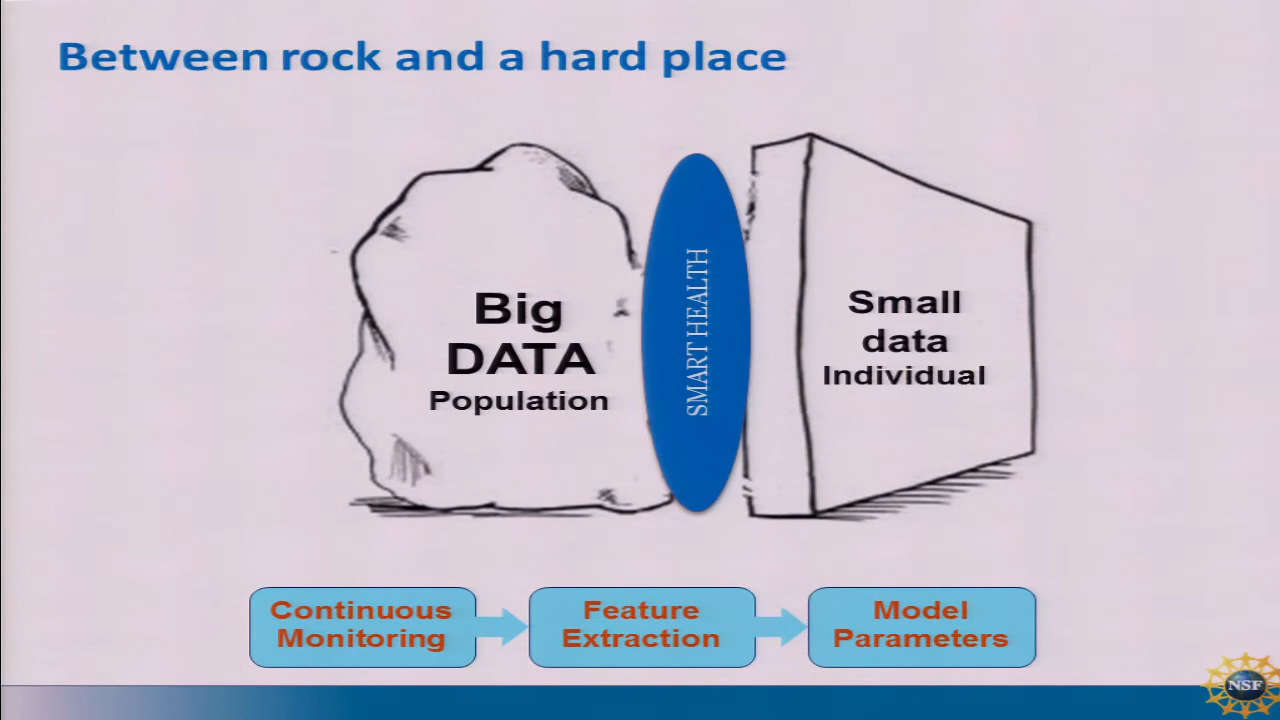 Between rock and a hard place
Big
DATA
Population
SMART HEALTH
Small
data
Individual
Continuous
Monitoring
Feature
Extraction
Model
Parameters
NSF